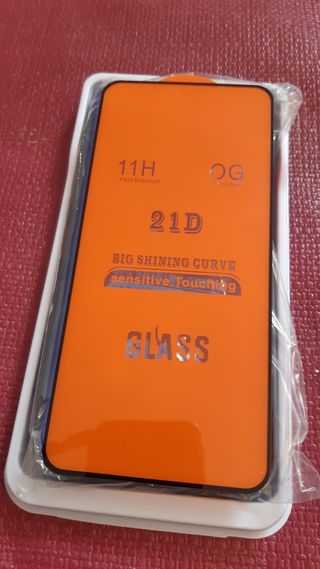 11H
OG
21D
BIG SHINING CURVE
sensitive.Touching
GLASS